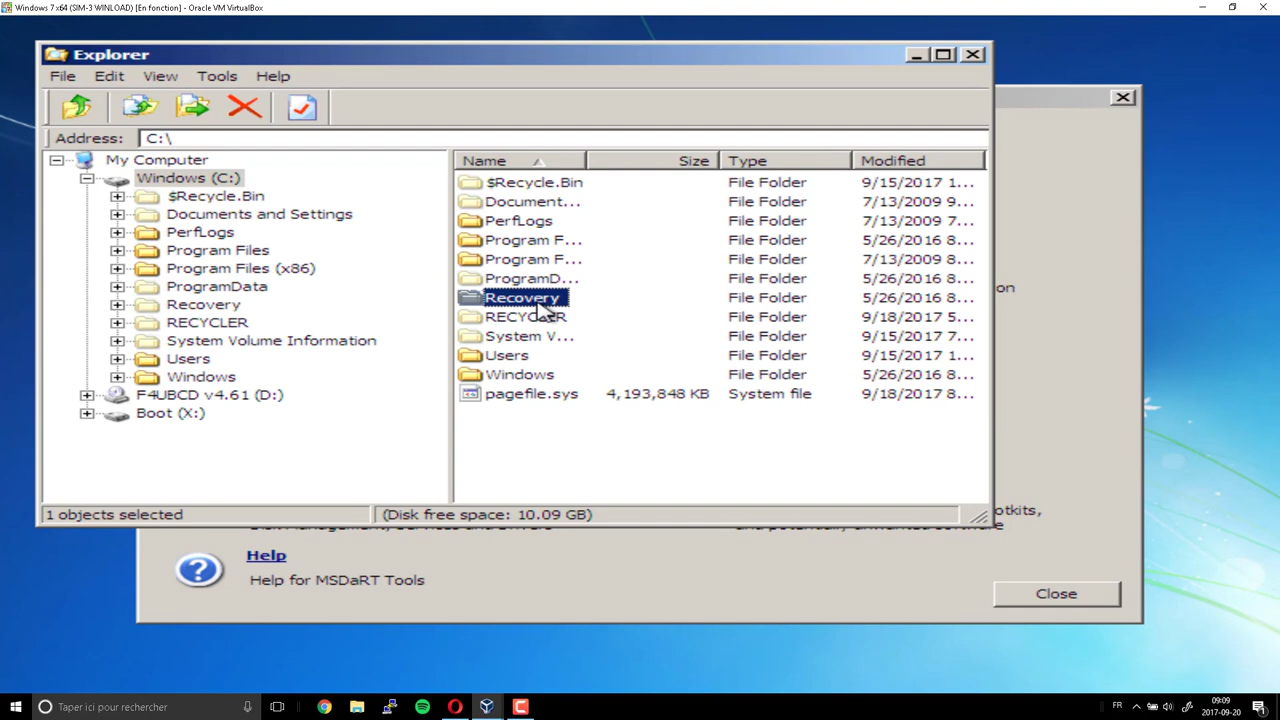 Windows 7 x64 (SIM-3 WINLOAD) [En fonction] - Oracle VM VirtualBox
Explorer
File Edit View Tools Help
Address: C:\
My Computer
Windows (C:)
$Recycle.Bin
Documents and Settings
PerfLogs
Program Files
Program Files (x86)
ProgramData
Recovery
RECYCLER
System Volume Information
Users
Windows
F4UBCD v4.61 (D:)
Boot (X:)
Name Size Type Modified
$Recycle.Bin File Folder 9/15/2017 1...
Document... File Folder 7/13/2009 9...
PerfLogs File Folder 7/13/2009 7...
Program F... File Folder 5/26/2016 8...
Program F... File Folder 7/13/2009 8...
ProgramD... File Folder 5/26/2016 8...
Recovery File Folder 5/26/2016 8...
RECYCLER File Folder 9/18/2017 5...
System V... File Folder 9/15/2017 7...
Users File Folder 9/15/2017 1...
Windows File Folder 5/26/2016 8...
pagefile.sys 4,193,848 KB System file 9/18/2017 8...
1 objects selected (Disk free space: 10.09 GB)
on
otkits,
Help
Help for MSDaRT Tools
Close
Taper ici pour rechercher
FR
09:09
2017-09-20
1